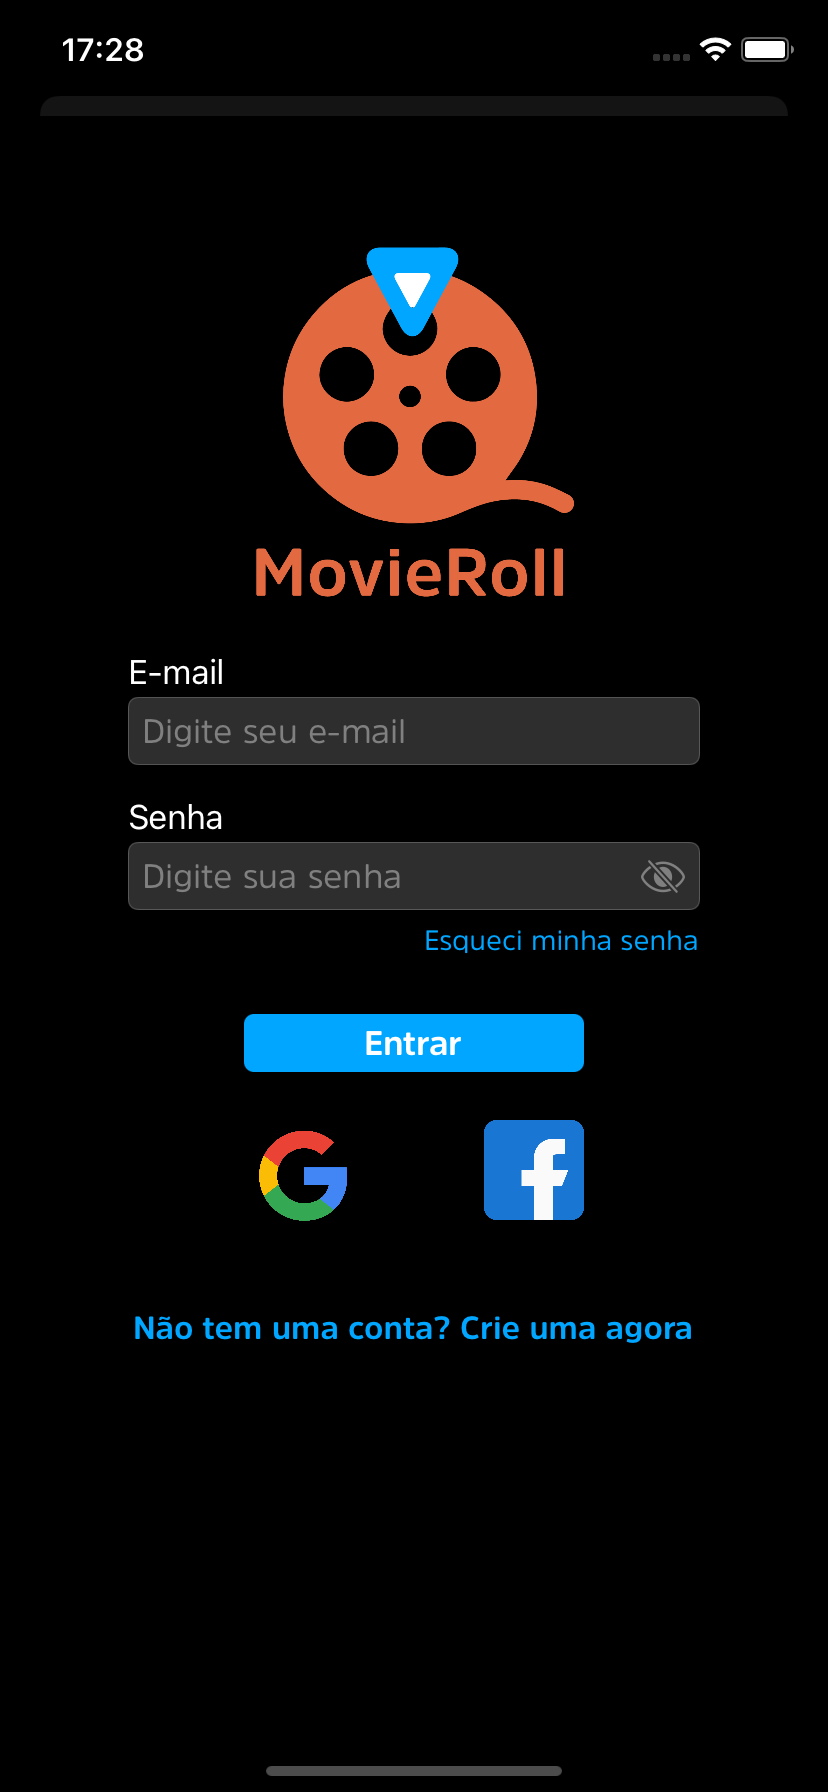 17:28
MovieRoll
E-mail
Digite seu e-mail
Senha
Digite sua senha
Esqueci minha senha
Entrar
Não tem uma conta? Crie uma agora